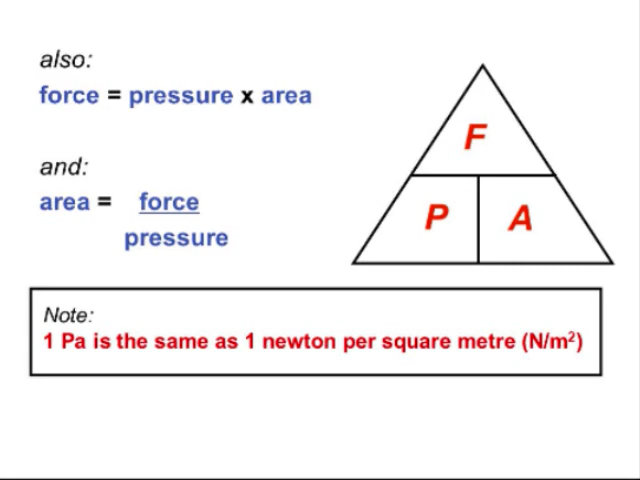 also:
force = pressure x area
and:
area = force
pressure
F
P A
Note:
1 Pa is the same as 1 newton per square metre (N/m²)